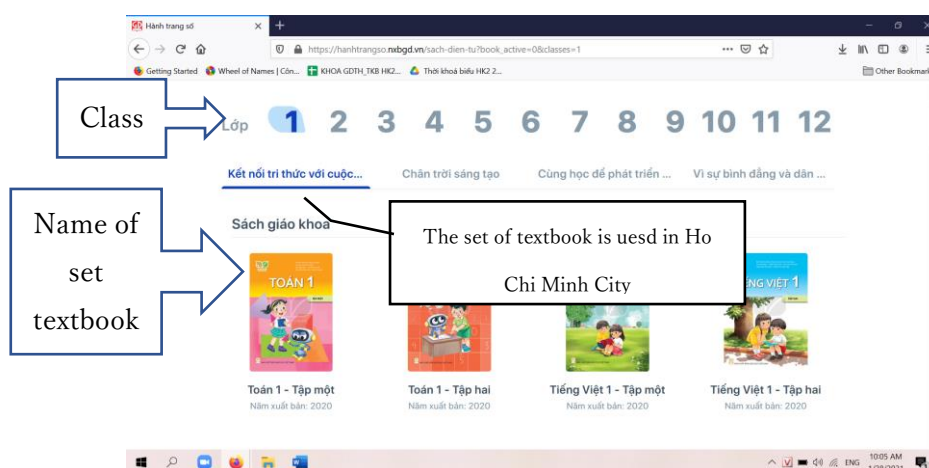 Hành trang số
https://hanhtrangso.nxbgd.vn/sach-dien-tu?book_active=0&classes=1
Getting Started Wheel of Names | Côn... KHOA GDTH_TKB HK2... Thời khoá biểu HK2 2... Other Bookmark
Class
Lớp 1 2 3 4 5 6 7 8 9 10 11 12
Kết nối tri thức với cuộc... Chân trời sáng tạo Cùng học để phát triển ... Vì sự bình đẳng và dân ...
Name of
set
textbook
Sách giáo khoa
The set of textbook is uesd in Ho
Chi Minh City
TOÁN 1
NG VIỆT 1
Toán 1 - Tập một Toán 1 - Tập hai Tiếng Việt 1 - Tập một Tiếng Việt 1 - Tập hai
Năm xuất bản: 2020 Năm xuất bản: 2020 Năm xuất bản: 2020 Năm xuất bản: 2020
ENG 10:05 AM